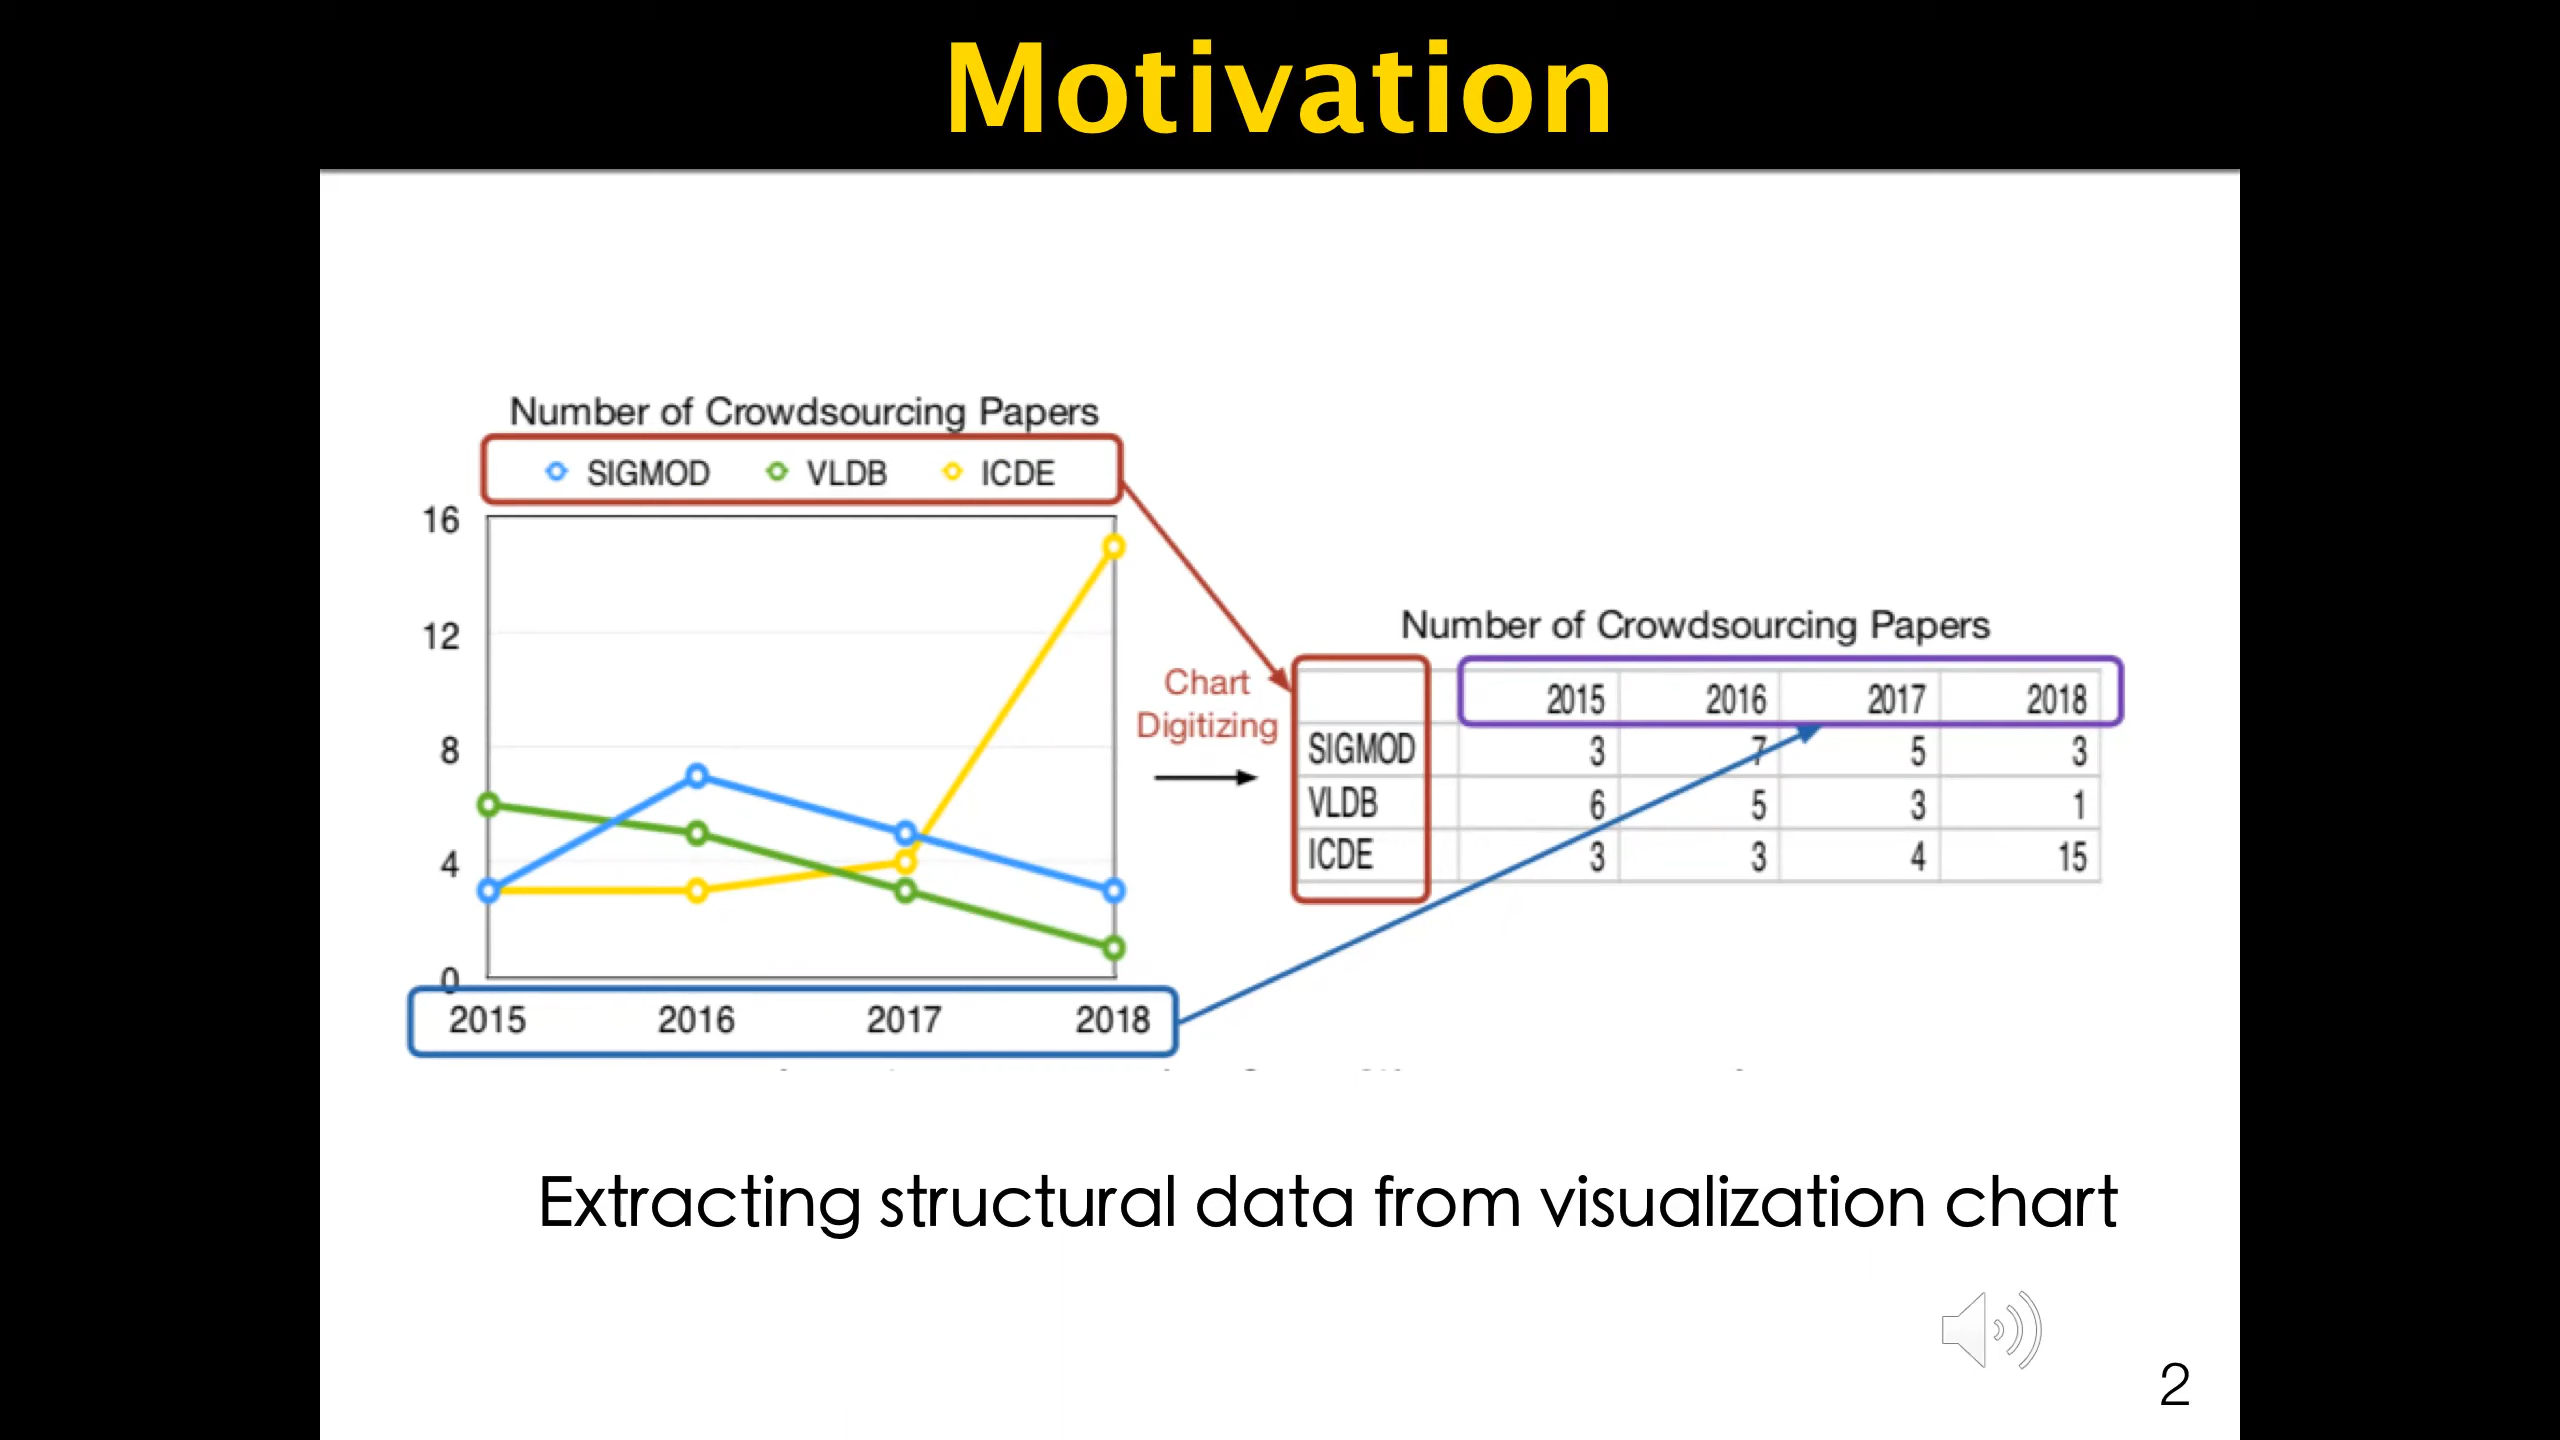 Motivation
Number of Crowdsourcing Papers
SIGMOD VLDB ICDE
16
12
8
4
0
2015 2016 2017 2018
Chart
Digitizing
Number of Crowdsourcing Papers
2015 2016 2017 2018
SIGMOD 3 7 5 3
VLDB 6 5 3 1
ICDE 3 3 4 15
Extracting structural data from visualization chart
2